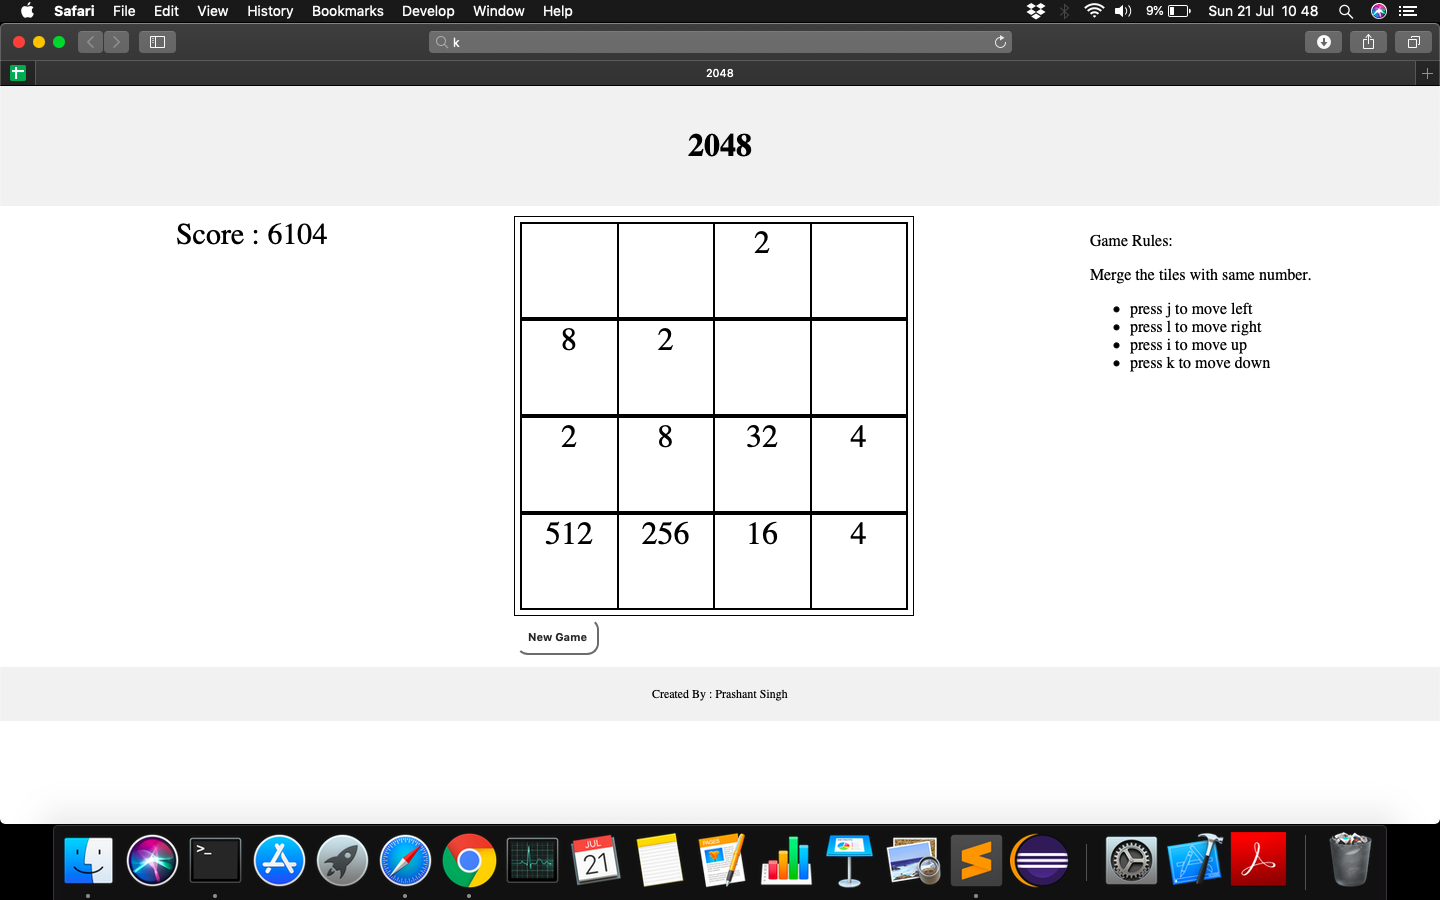 Safari File Edit View History Bookmarks Develop Window Help 9% Sun 21 Jul 10 48
k
2048
2048
Score : 6104
2
8 2
2 8 32 4
512 256 16 4
Game Rules:
Merge the tiles with same number.
press j to move left
press l to move right
press i to move up
press k to move down
New Game
Created By : Prashant Singh
>_
JUL
21
PAGES